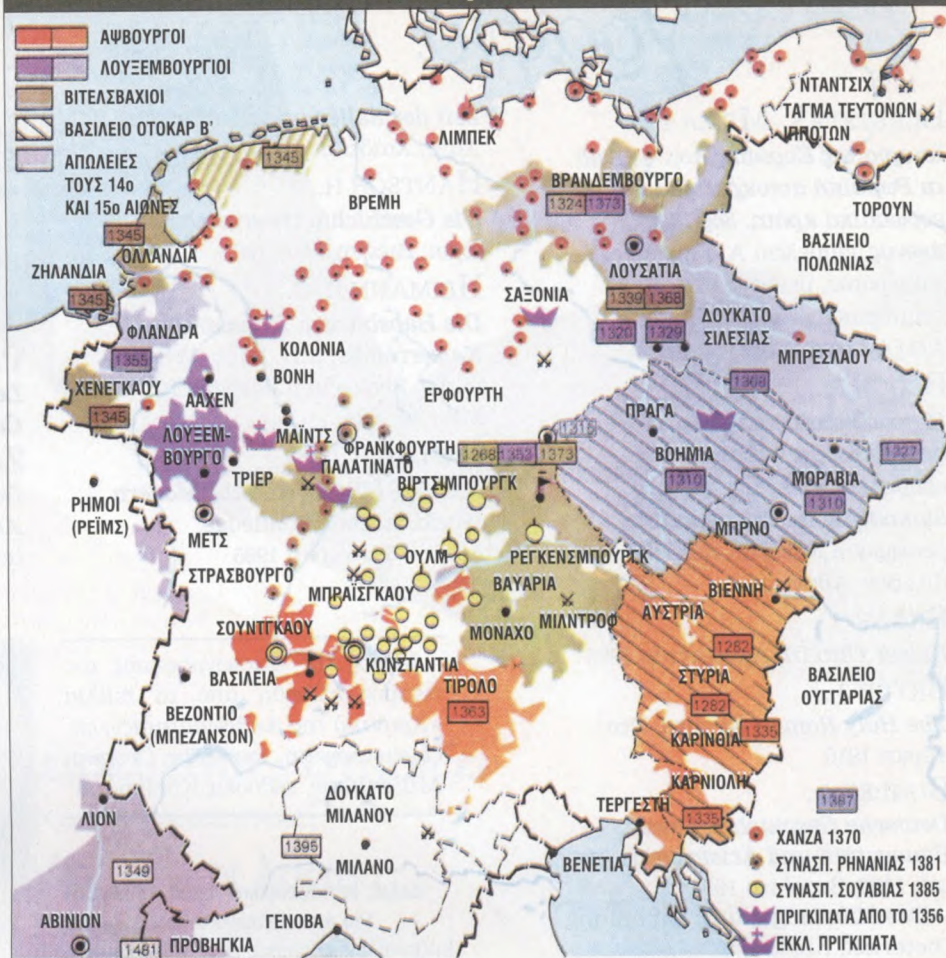 ΑΨΒΟΥΡΓΟΙ
ΛΟΥΞΕΜΒΟΥΡΓΙΟΙ
ΒΙΤΕΛΣΒΑΧΙΟΙ
ΒΑΣΙΛΕΙΟ ΟΤΟΚΑΡ Β'
ΑΠΩΛΕΙΕΣ
ΤΟΥΣ 14ο
ΚΑΙ 15ο ΑΙΩΝΕΣ
ΝΤΑΝΤΣΙΧ
ΤΑΓΜΑ ΤΕΥΤΟΝΩΝ
ΙΠΠΟΤΩΝ
ΤΟΡΟΥΝ
ΛΙΜΠΕΚ
1345
ΒΡΕΜΗ
ΒΡΑΝΔΕΜΒΟΥΡΓΟ
1324 1373
1345
ΟΛΛΑΝΔΙΑ
ΖΗΛΑΝΔΙΑ
1345
ΒΑΣΙΛΕΙΟ
ΠΟΛΩΝΙΑΣ
ΛΟΥΣΑΤΙΑ
1339 1368
ΣΑΞΟΝΙΑ
1320 1329
ΔΟΥΚΑΤΟ
ΣΙΛΕΣΙΑΣ
ΜΠΡΕΣΛΑΟΥ
1368
ΦΛΑΝΔΡΑ
1355
ΚΟΛΟΝΙΑ
ΒΟΝΗ
ΧΕΝΕΓΚΑΟΥ
1345
ΑΑΧΕΝ
ΕΡΦΟΥΡΤΗ
ΛΟΥΞΕΜ-
ΒΟΥΡΓΟ
ΜΑΪΝΤΣ
ΦΡΑΝΚΦΟΥΡΤΗ
1268 1353 1373
1315
ΠΡΑΓΑ
ΒΟΗΜΙΑ
1310
ΜΟΡΑΒΙΑ
1310
1327
ΤΡΙΕΡ
ΠΑΛΑΤΙΝΑΤΟ
ΒΙΡΤΣΙΜΠΟΥΡΓΚ
ΡΗΜΟΙ
(ΡΕΪΜΣ)
ΜΕΤΣ
ΜΠΡΝΟ
ΣΤΡΑΣΒΟΥΡΓΟ
ΟΥΛΜ
ΡΕΓΚΕΝΣΜΠΟΥΡΓΚ
ΜΠΡΑΪΣΓΚΑΟΥ
ΒΑΥΑΡΙΑ
ΒΙΕΝΝΗ
ΑΥΣΤΡΙΑ
ΣΟΥΝΤΓΚΑΟΥ
ΜΟΝΑΧΟ
ΜΙΛΝΤΡΟΦ
1282
ΒΑΣΙΛΕΙΑ
ΚΩΝΣΤΑΝΤΙΑ
ΤΙΡΟΛΟ
1363
ΣΤΥΡΙΑ
1282
ΒΑΣΙΛΕΙΟ
ΟΥΓΓΑΡΙΑΣ
ΒΕΖΟΝΤΙΟ
(ΜΠΕΖΑΝΣΟΝ)
1335
ΚΑΡΙΝΘΙΑ
ΚΑΡΝΙΟΛΗ
ΔΟΥΚΑΤΟ
ΜΙΛΑΝΟΥ
ΛΙΟΝ
ΤΕΡΓΕΣΤΗ
1335
1387
1349
1395
ΜΙΛΑΝΟ
ΒΕΝΕΤΙΑ
ΑΒΙΝΙΟΝ
ΓΕΝΟΒΑ
1481
ΠΡΟΒΗΓΚΙΑ
ΧΑΝΖΑ 1370
ΣΥΝΑΣΠ. ΡΗΝΑΝΙΑΣ 1381
ΣΥΝΑΣΠ. ΣΟΥΑΒΙΑΣ 1385
ΠΡΙΓΚΙΠΑΤΑ ΑΠΟ ΤΟ 1356
ΕΚΚΛ. ΠΡΙΓΚΙΠΑΤΑ